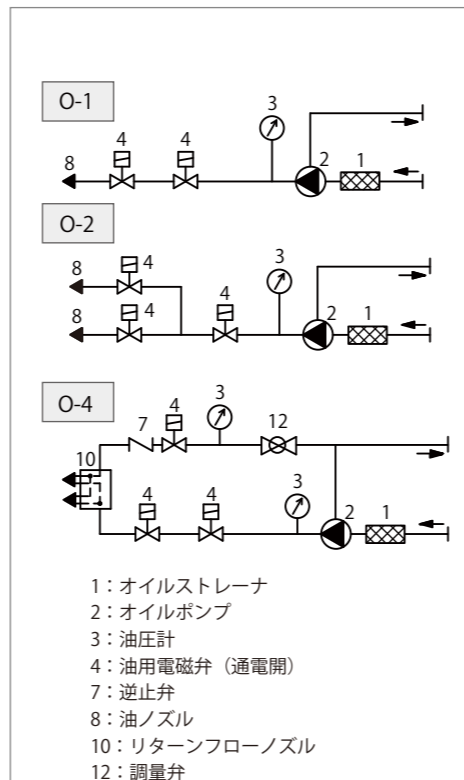 O-1
3
4
4
8
2
1
O-2
8
4
3
4
8
4
2
1
O-4
3
4
7
12
10
3
4
4
2
1
1：オイルストレーナ
2：オイルポンプ
3：油圧計
4：油用電磁弁（通電開）
7：逆止弁
8：油ノズル
10：リターンフローノズル
12：調量弁